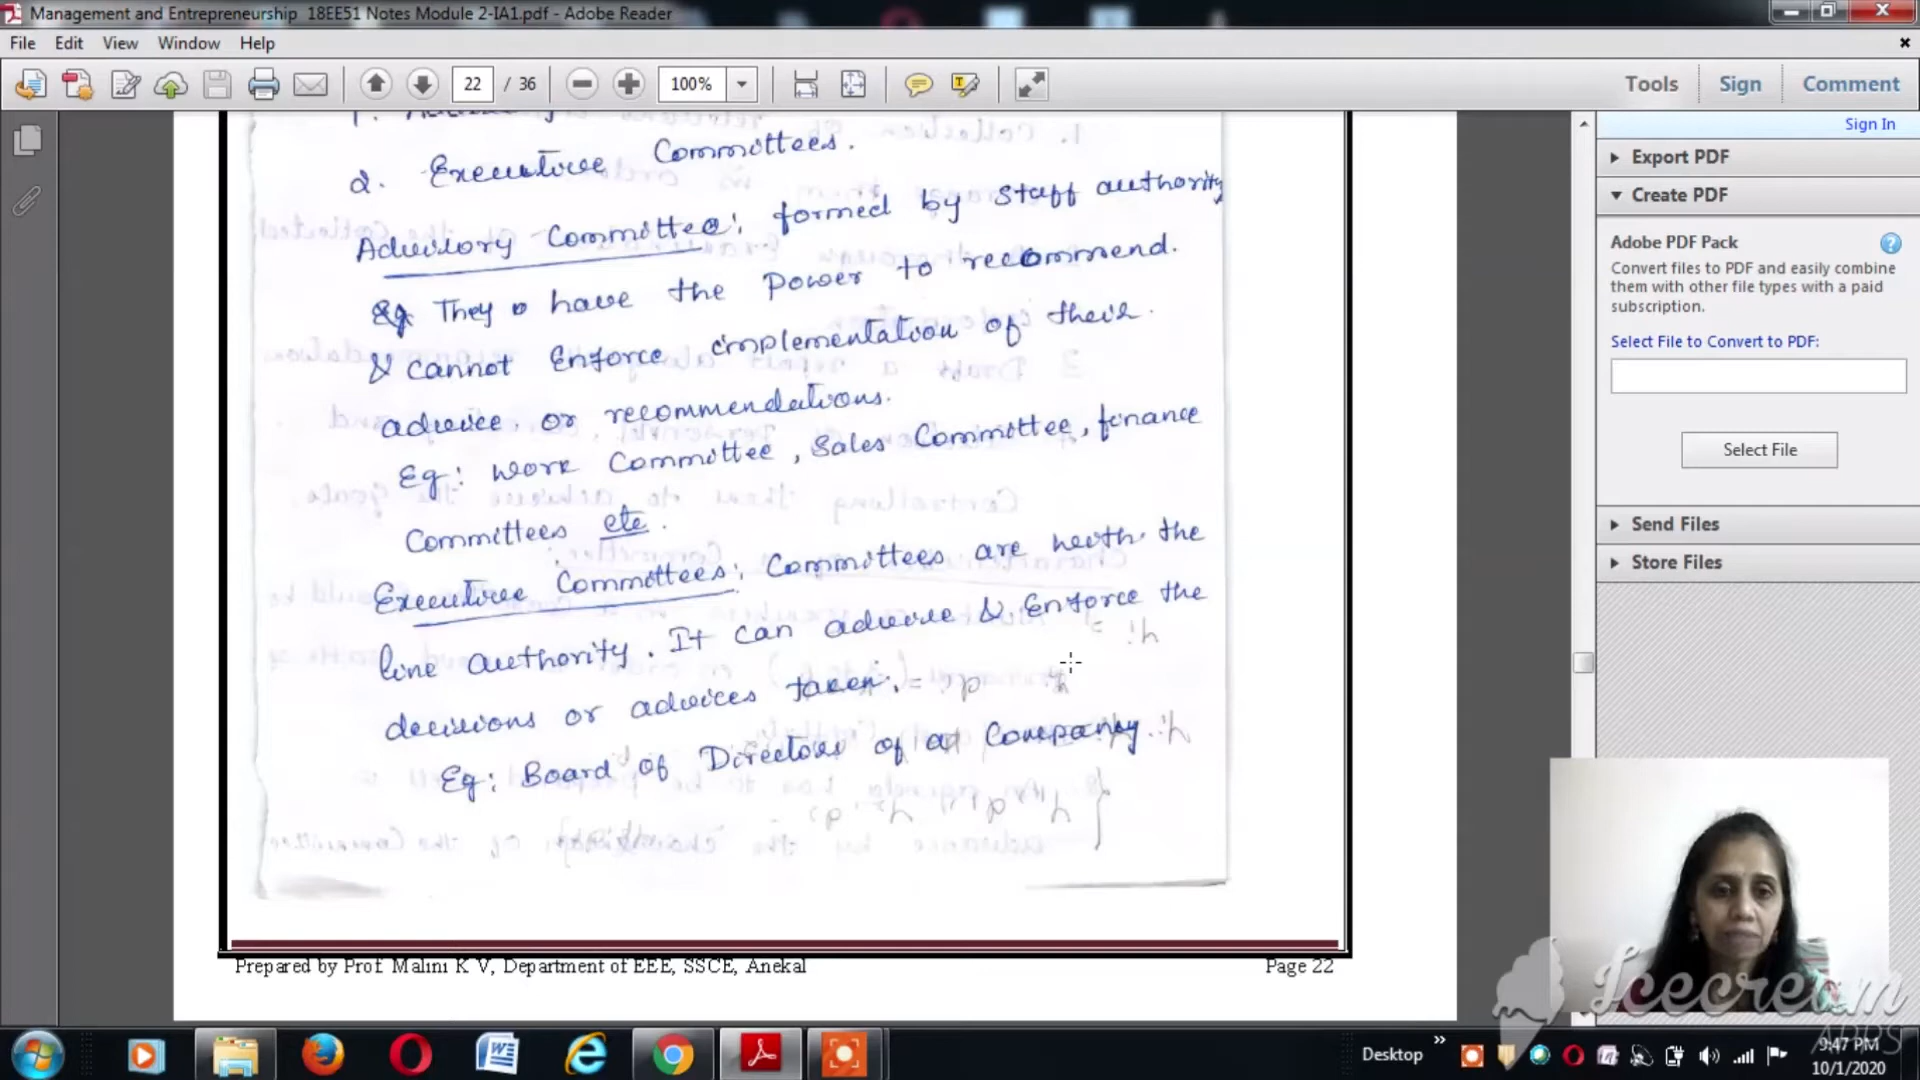 Management and Entrepreneurship 18EE51 Notes Module 2-IA1.pdf - Adobe Reader
File Edit View Window Help
22 / 36 100% Tools Sign Comment
Sign In
Export PDF
Create PDF
Adobe PDF Pack
Convert files to PDF and easily combine
them with other file types with a paid
subscription.
Select File to Convert to PDF:
Select File
Send Files
Store Files
2. Executive Committees.
Advisory Committee: formed by Staff authority
They have the Power to recommend.
& cannot Enforce implementation of their
advice or recommendations.
Eg: Work Committee, Sales Committee, finance
Committees etc.
Executive Committees: Committees are the
line authority. It can advice & Enforce the
decisions or advices taken.
Eg: Board of Directors of a Company.
Prepared by Prof. Malini K V, Department of EEE, SSCE, Anekal Page 22
Icecream
APPS
Desktop
9:47 PM
10/1/2020